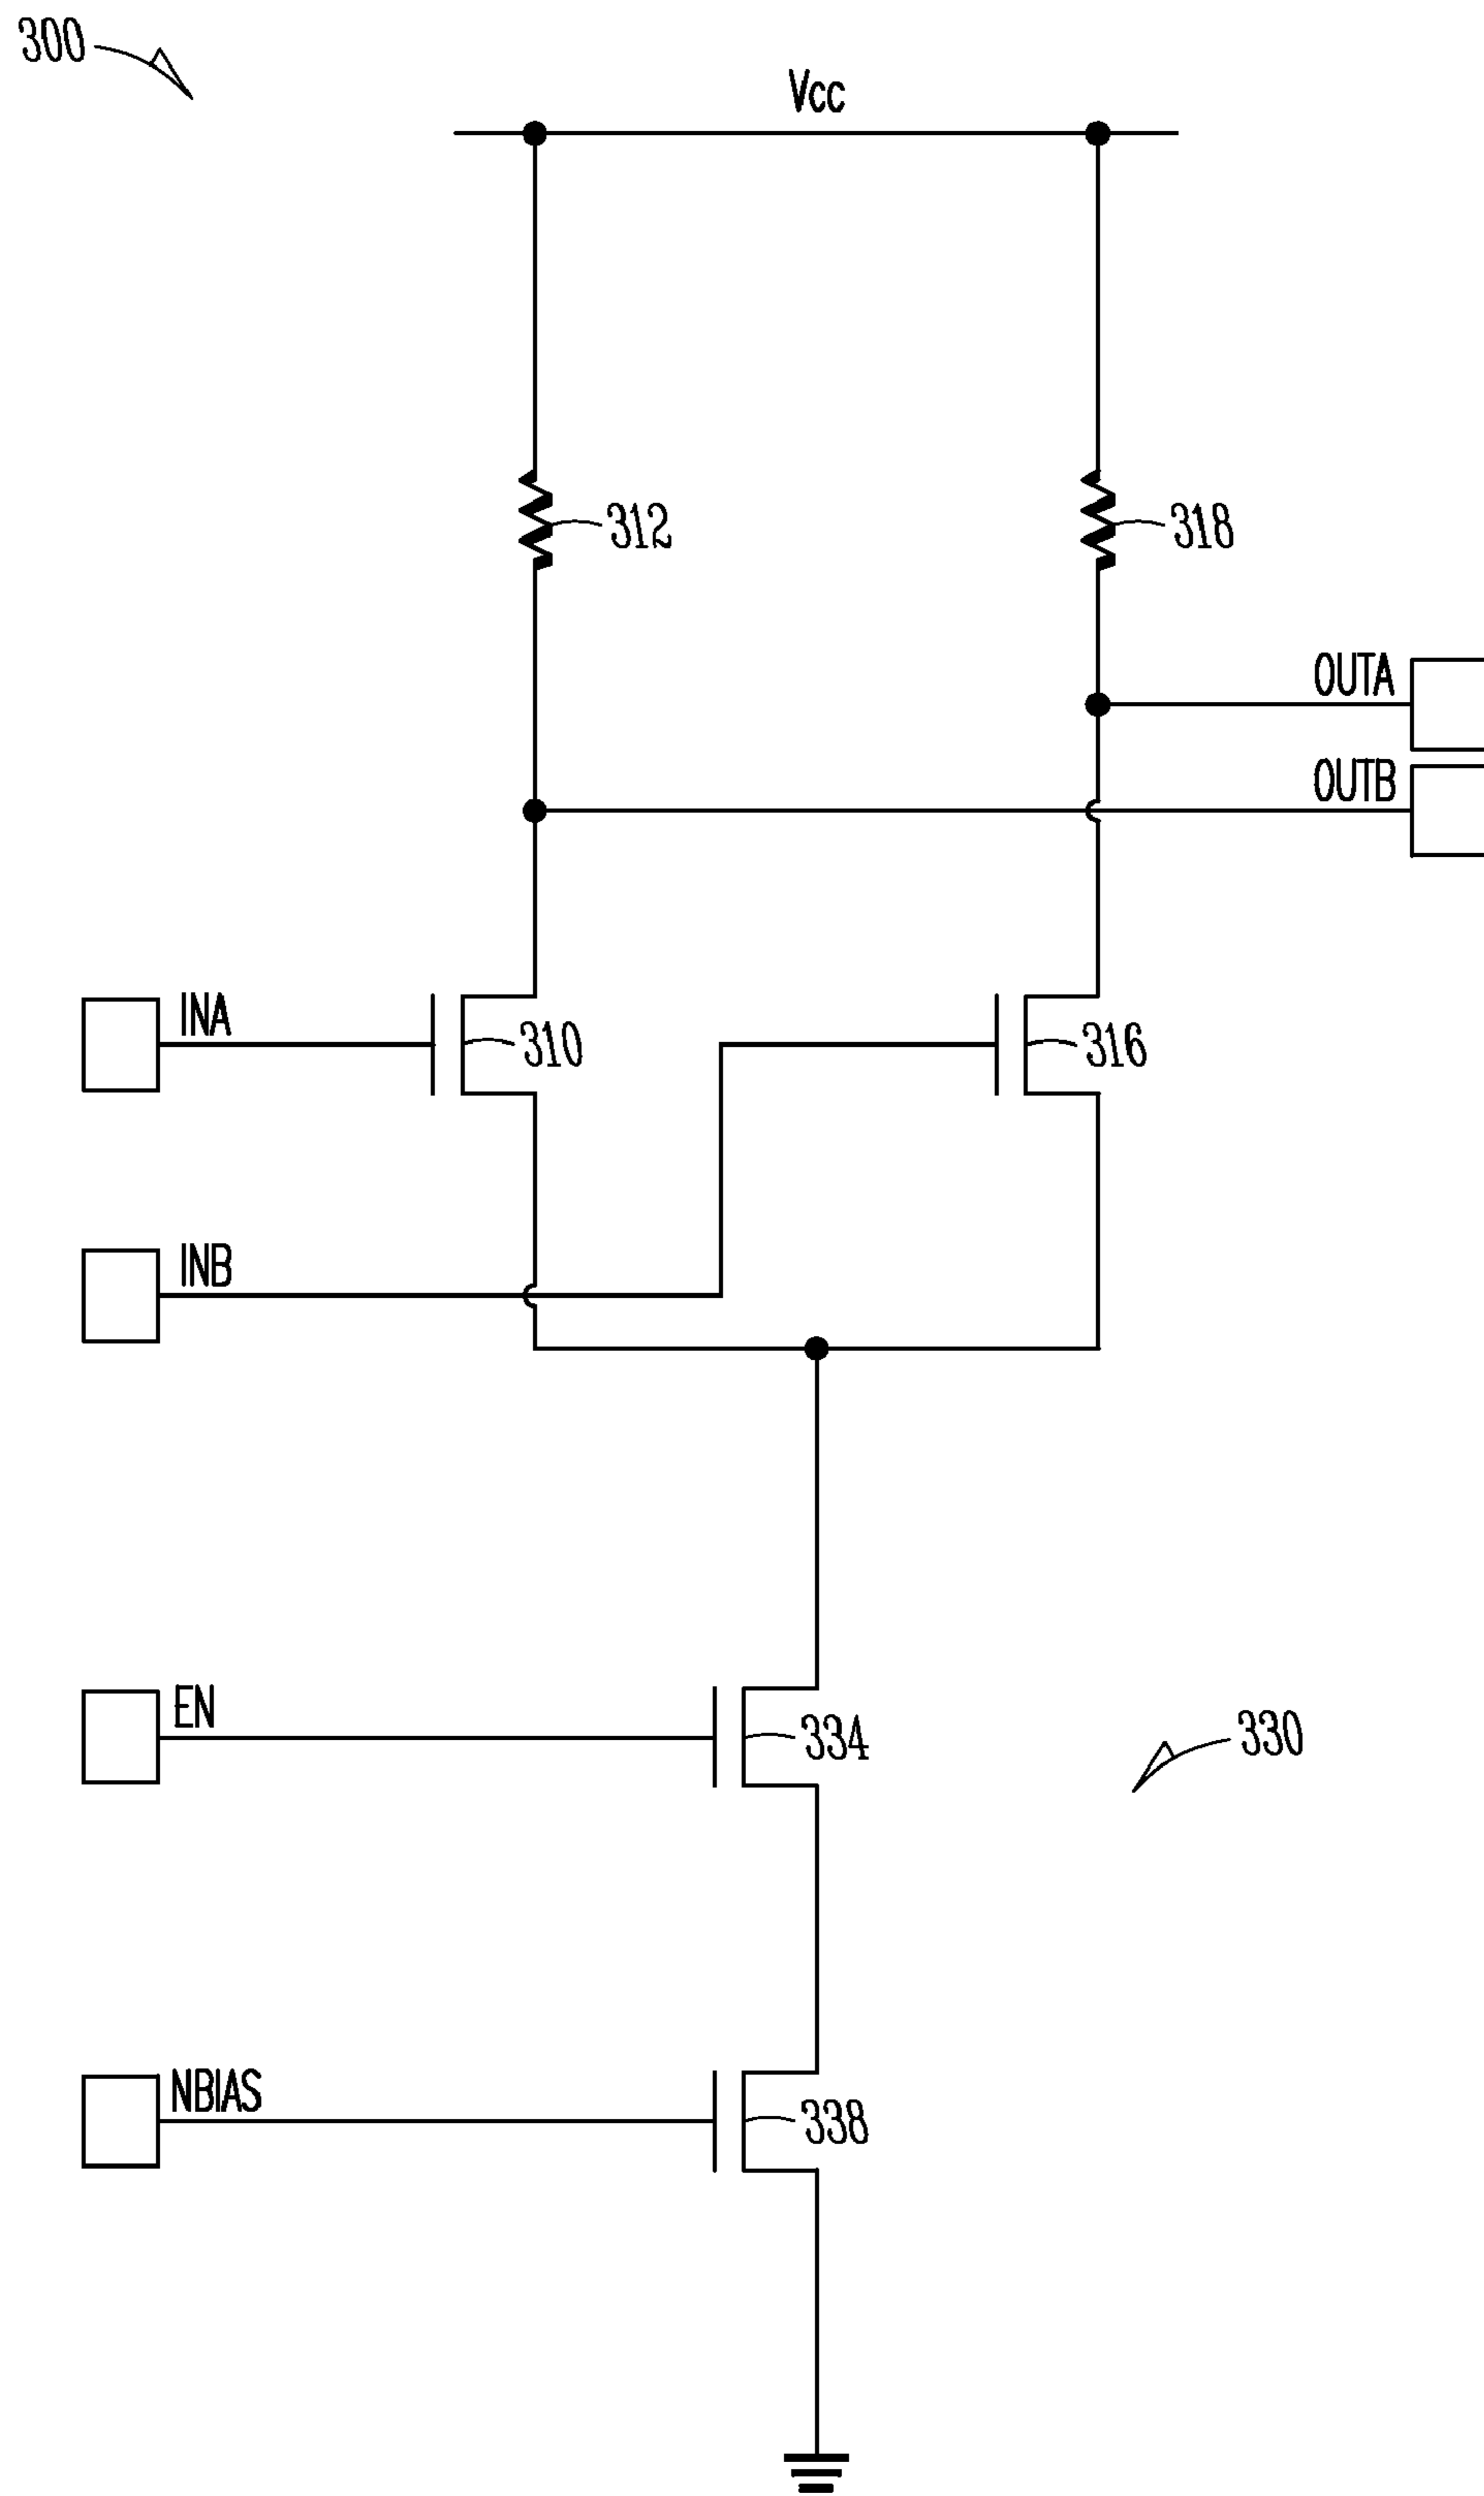 300
Vcc
312
318
OUTA
OUTB
INA
310
316
INB
EN
334
330
NBIAS
338